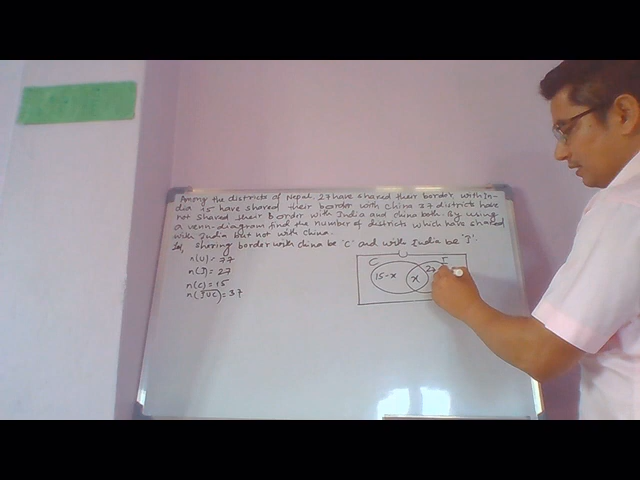 Among the districts of Nepal, 27 have shared their border with In-
dia 15 have shared their border with China 37 districts have
not shared their Border with India and china both. By using
a venn-diagram find the number of districts which have shared
with India but not with China.
sharing border with china be 'C' and with India be 'I'.
n(U) = 77
n(I) = 27
n(C) = 15
n(I∪C) = 37
C I
15-x x 27